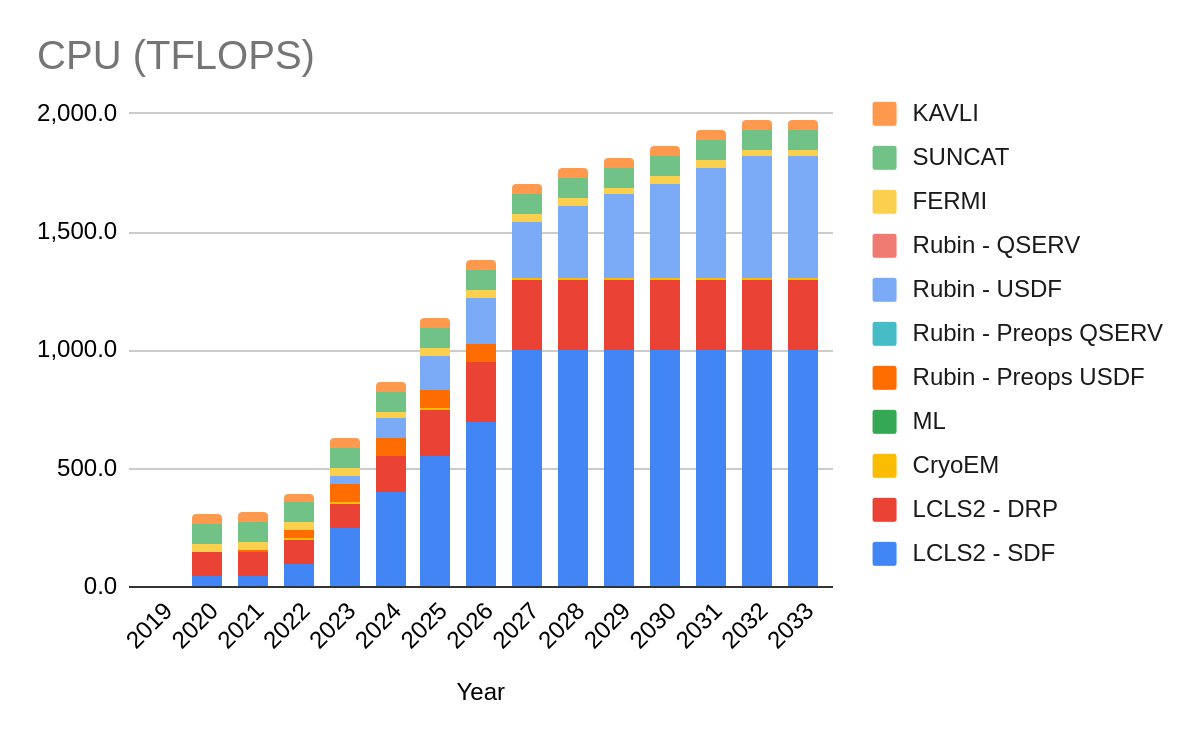 CPU (TFLOPS)
2,000.0
1,500.0
1,000.0
500.0
0.0
2019
2020
2021
2022
2023
2024
2025
2026
2027
2028
2029
2030
2031
2032
2033
Year
KAVLI
SUNCAT
FERMI
Rubin - QSERV
Rubin - USDF
Rubin - Preops QSERV
Rubin - Preops USDF
ML
CryoEM
LCLS2 - DRP
LCLS2 - SDF